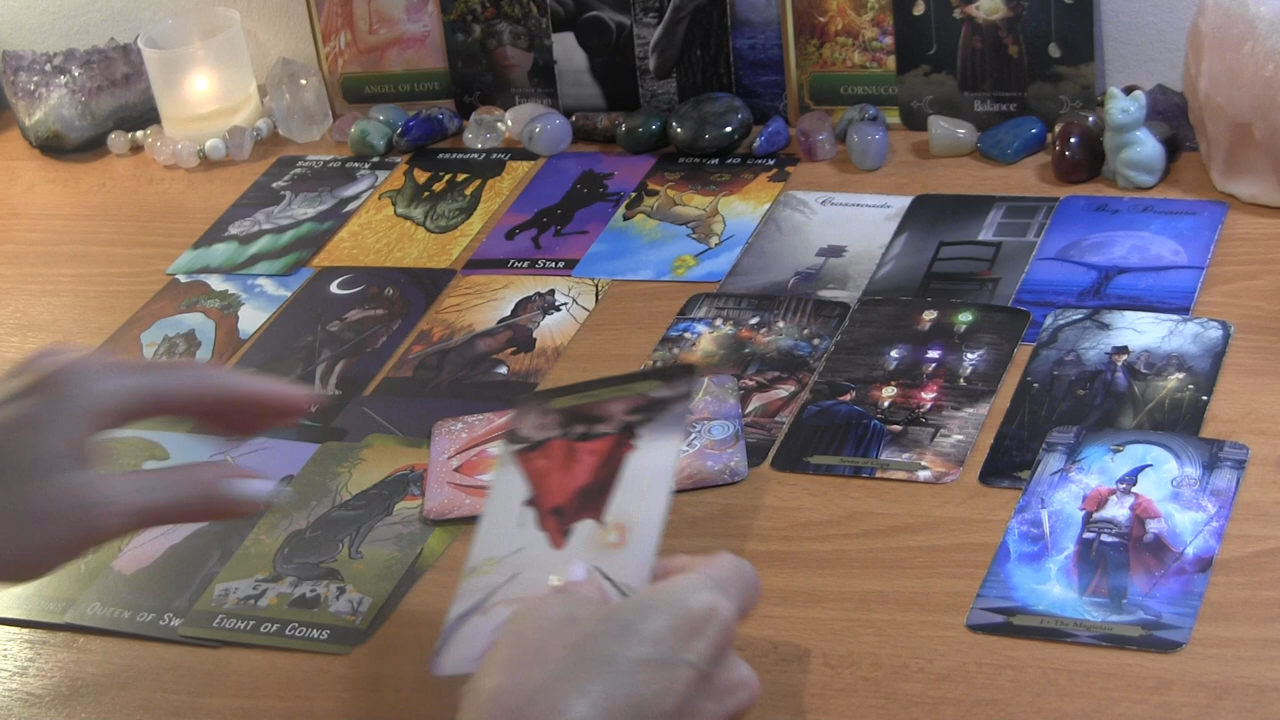 ANGEL OF LOVE
Fusion
CORNUCO
Balance
KING OF CUPS
THE EMPRESS
THE STAR
KING OF WANDS
Crossroads
Big Dreams
Seven of Cups
I - The Magician
QUEEN OF SW
EIGHT OF COINS